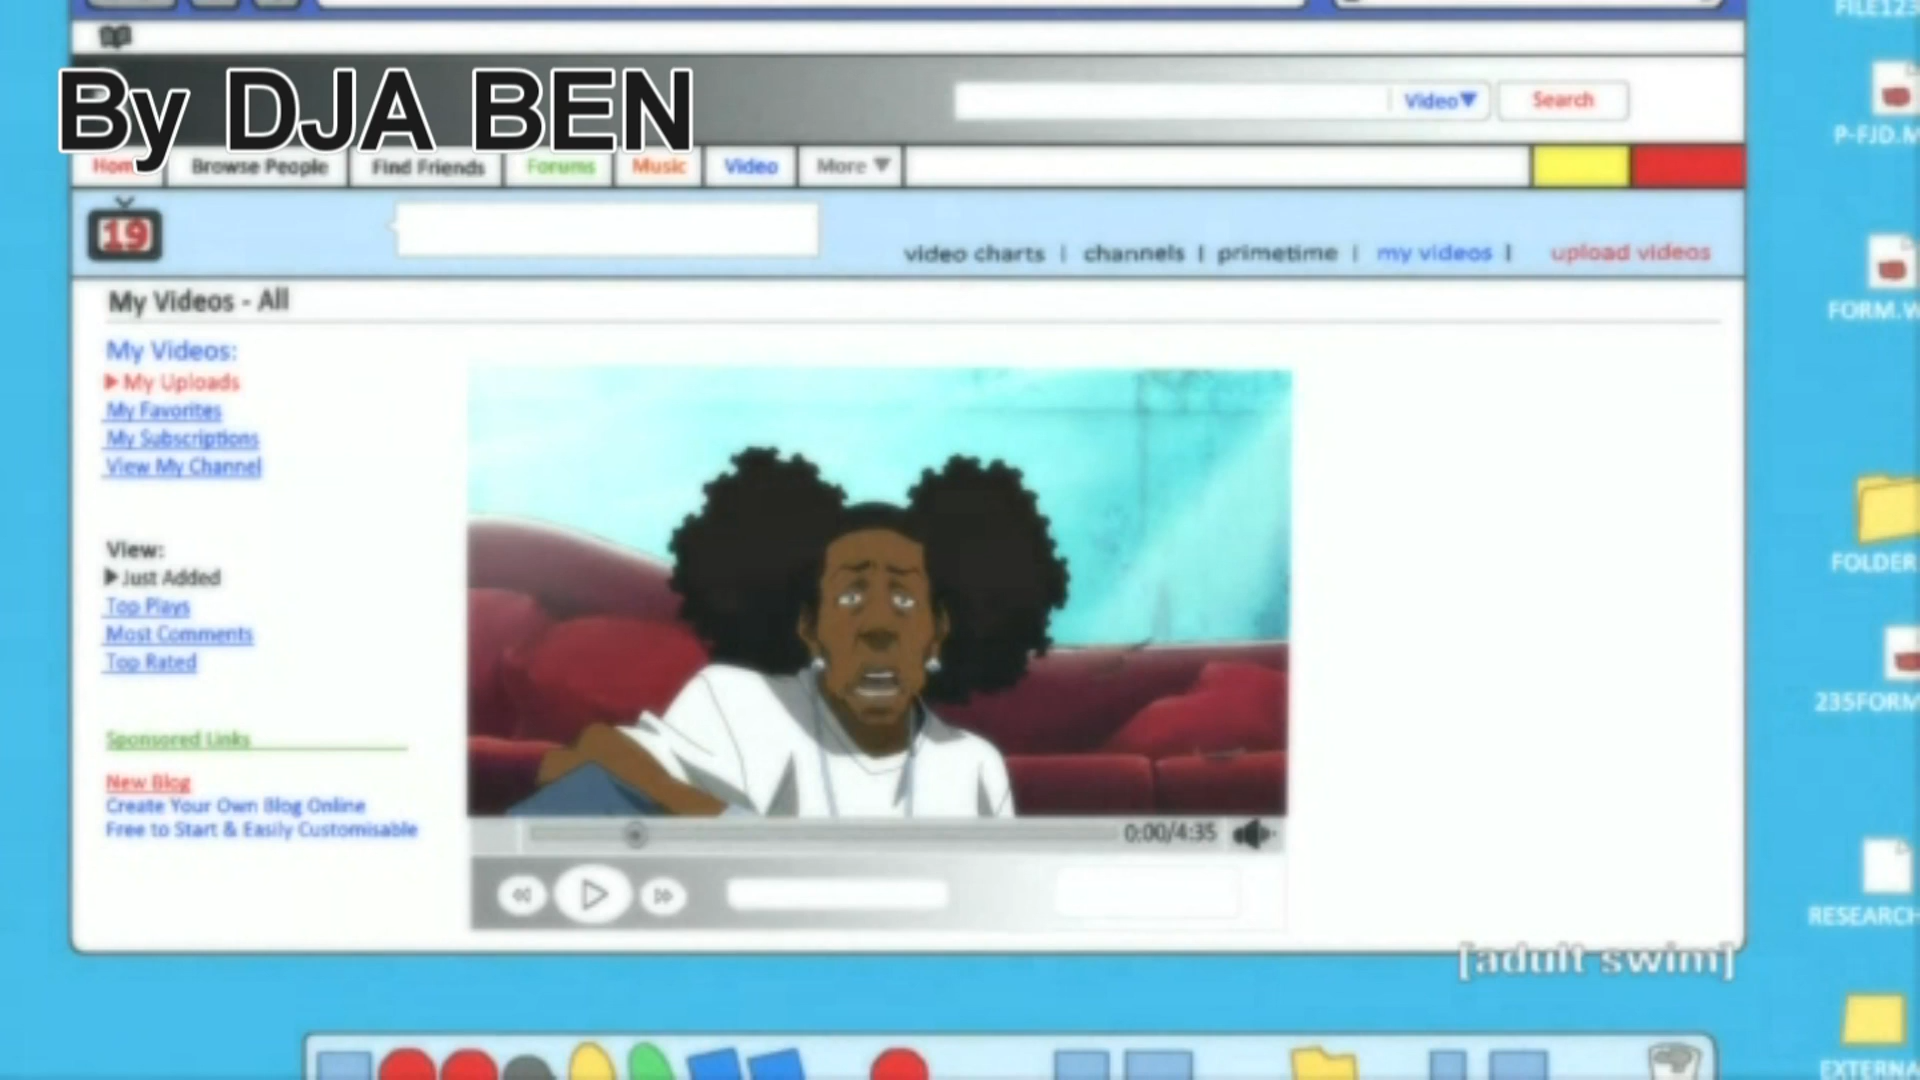 FILE123
By DJA BEN
Video▼
Search
P-FJD.M
Home
Browse People
Find Friends
Forums
Music
Video
More ▼
19
video charts | channels | primetime | my videos | upload videos
My Videos - All
FORM.W
My Videos:
My Uploads
My Favorites
My Subscriptions
View My Channel
View:
Just Added
FOLDER
Top Plays
Most Comments
Top Rated
235FORM
Sponsored Links
New Blog
Create Your Own Blog Online
Free to Start & Easily Customisable
0:00/4:35
RESEARCH
[adult swim]
EXTERNA